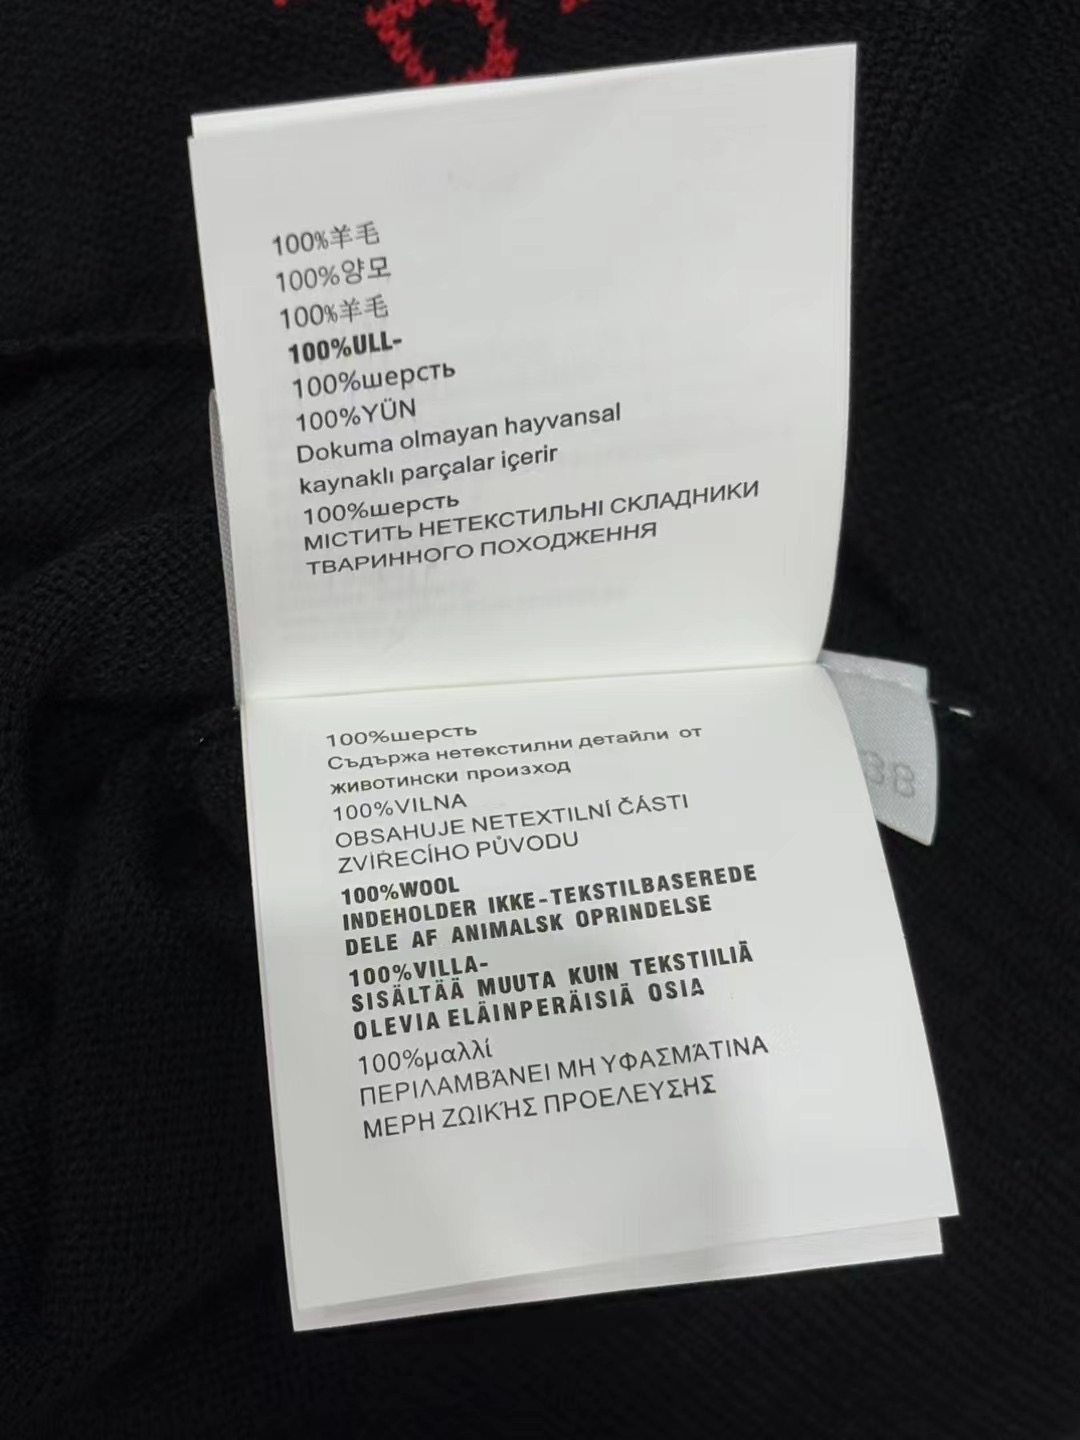 100%羊毛
100%양모
100%羊毛
100%ULL-
100%шерсть
100%YÜN
Dokuma olmayan hayvansal
kaynaklı parçalar içerir
100%шерсть
МІСТИТЬ НЕТЕКСТИЛЬНІ СКЛАДНИКИ
ТВАРИННОГО ПОХОДЖЕННЯ
100%шерсть
Съдържа нетекстилни детайли от
животински произход
100%VILNA
OBSAHUJE NETEXTILNÍ ČÁSTI
ZVÍŘECÍHO PŮVODU
100%WOOL
INDEHOLDER IKKE-TEKSTILBASEREDE
DELE AF ANIMALSK OPRINDELSE
100%VILLA-
SISÄLTÄÄ MUUTA KUIN TEKSTIILIÄ
OLEVIA ELÄINPERÄISIÄ OSIA
100%μαλλί
ΠΕΡΙΛΑΜΒΆΝΕΙ ΜΗ ΥΦΑΣΜΆΤΙΝΑ
ΜΕΡΗ ΖΩΙΚΉΣ ΠΡΟΕΛΕΥΣΗΣ